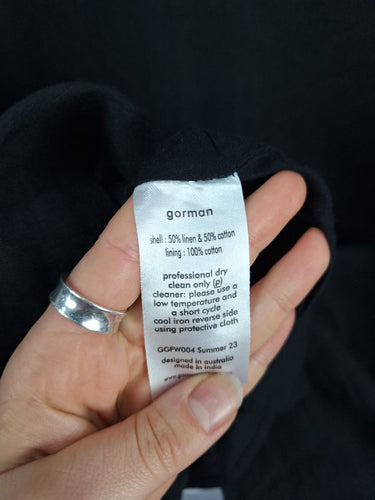 gorman
shell : 50% linen & 50% cotton
lining : 100% cotton
professional dry
clean only (p)
cleaner: please use a
low temperature and
a short cycle
cool iron reverse side
using protective cloth
GGFW004 Summer 23
designed in australia
made in india